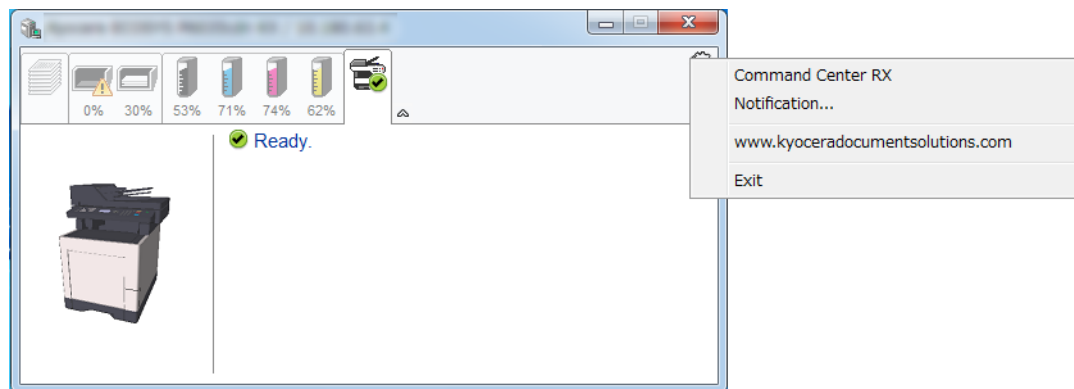 0% 30% 53% 71% 74% 62%
Ready.
Command Center RX
Notification...
www.kyoceradocumentsolutions.com
Exit